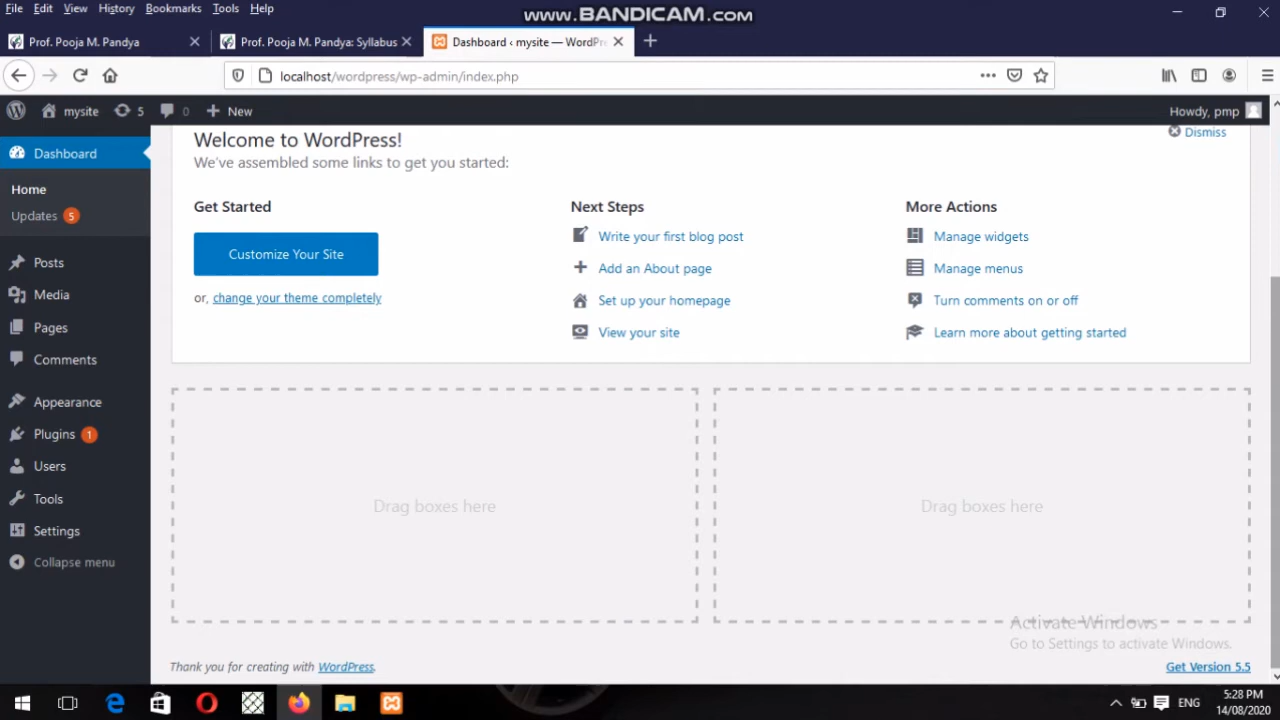 File Edit View History Bookmarks Tools Help
www.BANDICAM.com
Prof. Pooja M. Pandya
Prof. Pooja M. Pandya: Syllabus
Dashboard ‹ mysite — WordPr
localhost/wordpress/wp-admin/index.php
mysite 5 0 New
Howdy, pmp
Dashboard
Home
Updates 5
Posts
Media
Pages
Comments
Appearance
Plugins 1
Users
Tools
Settings
Collapse menu
Welcome to WordPress!
Dismiss
We've assembled some links to get you started:
Get Started
Customize Your Site
or, change your theme completely
Next Steps
Write your first blog post
Add an About page
Set up your homepage
View your site
More Actions
Manage widgets
Manage menus
Turn comments on or off
Learn more about getting started
Drag boxes here
Drag boxes here
Activate Windows
Go to Settings to activate Windows.
Thank you for creating with WordPress.
Get Version 5.5
ENG
5:28 PM
14/08/2020